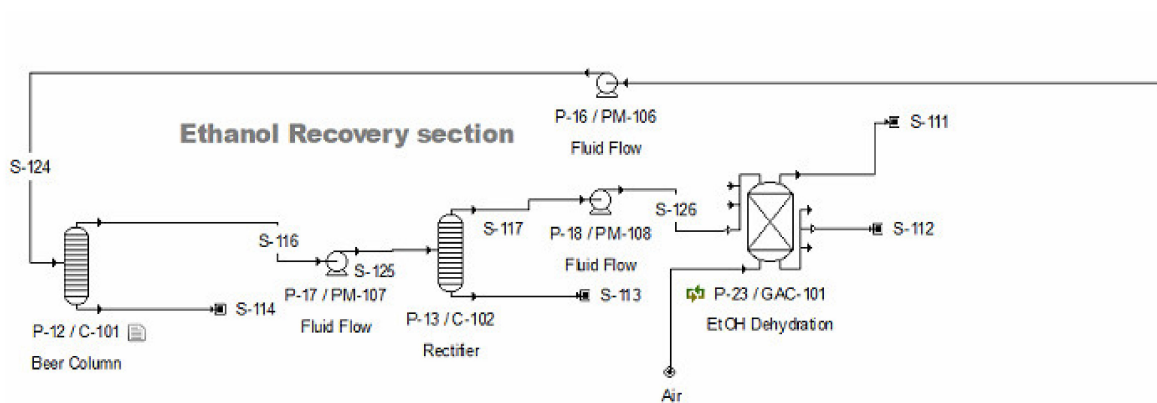 P-16 / PM-106
Fluid Flow
Ethanol Recovery section
S-111
S-124
S-126
S-117
P-18 / PM-108
Fluid Flow
S-112
S-116
S-125
P-17 / PM-107
Fluid Flow
S-114
S-113
P-23 / GAC-101
EtOH Dehydration
P-12 / C-101
Beer Column
P-13 / C-102
Rectifier
Air